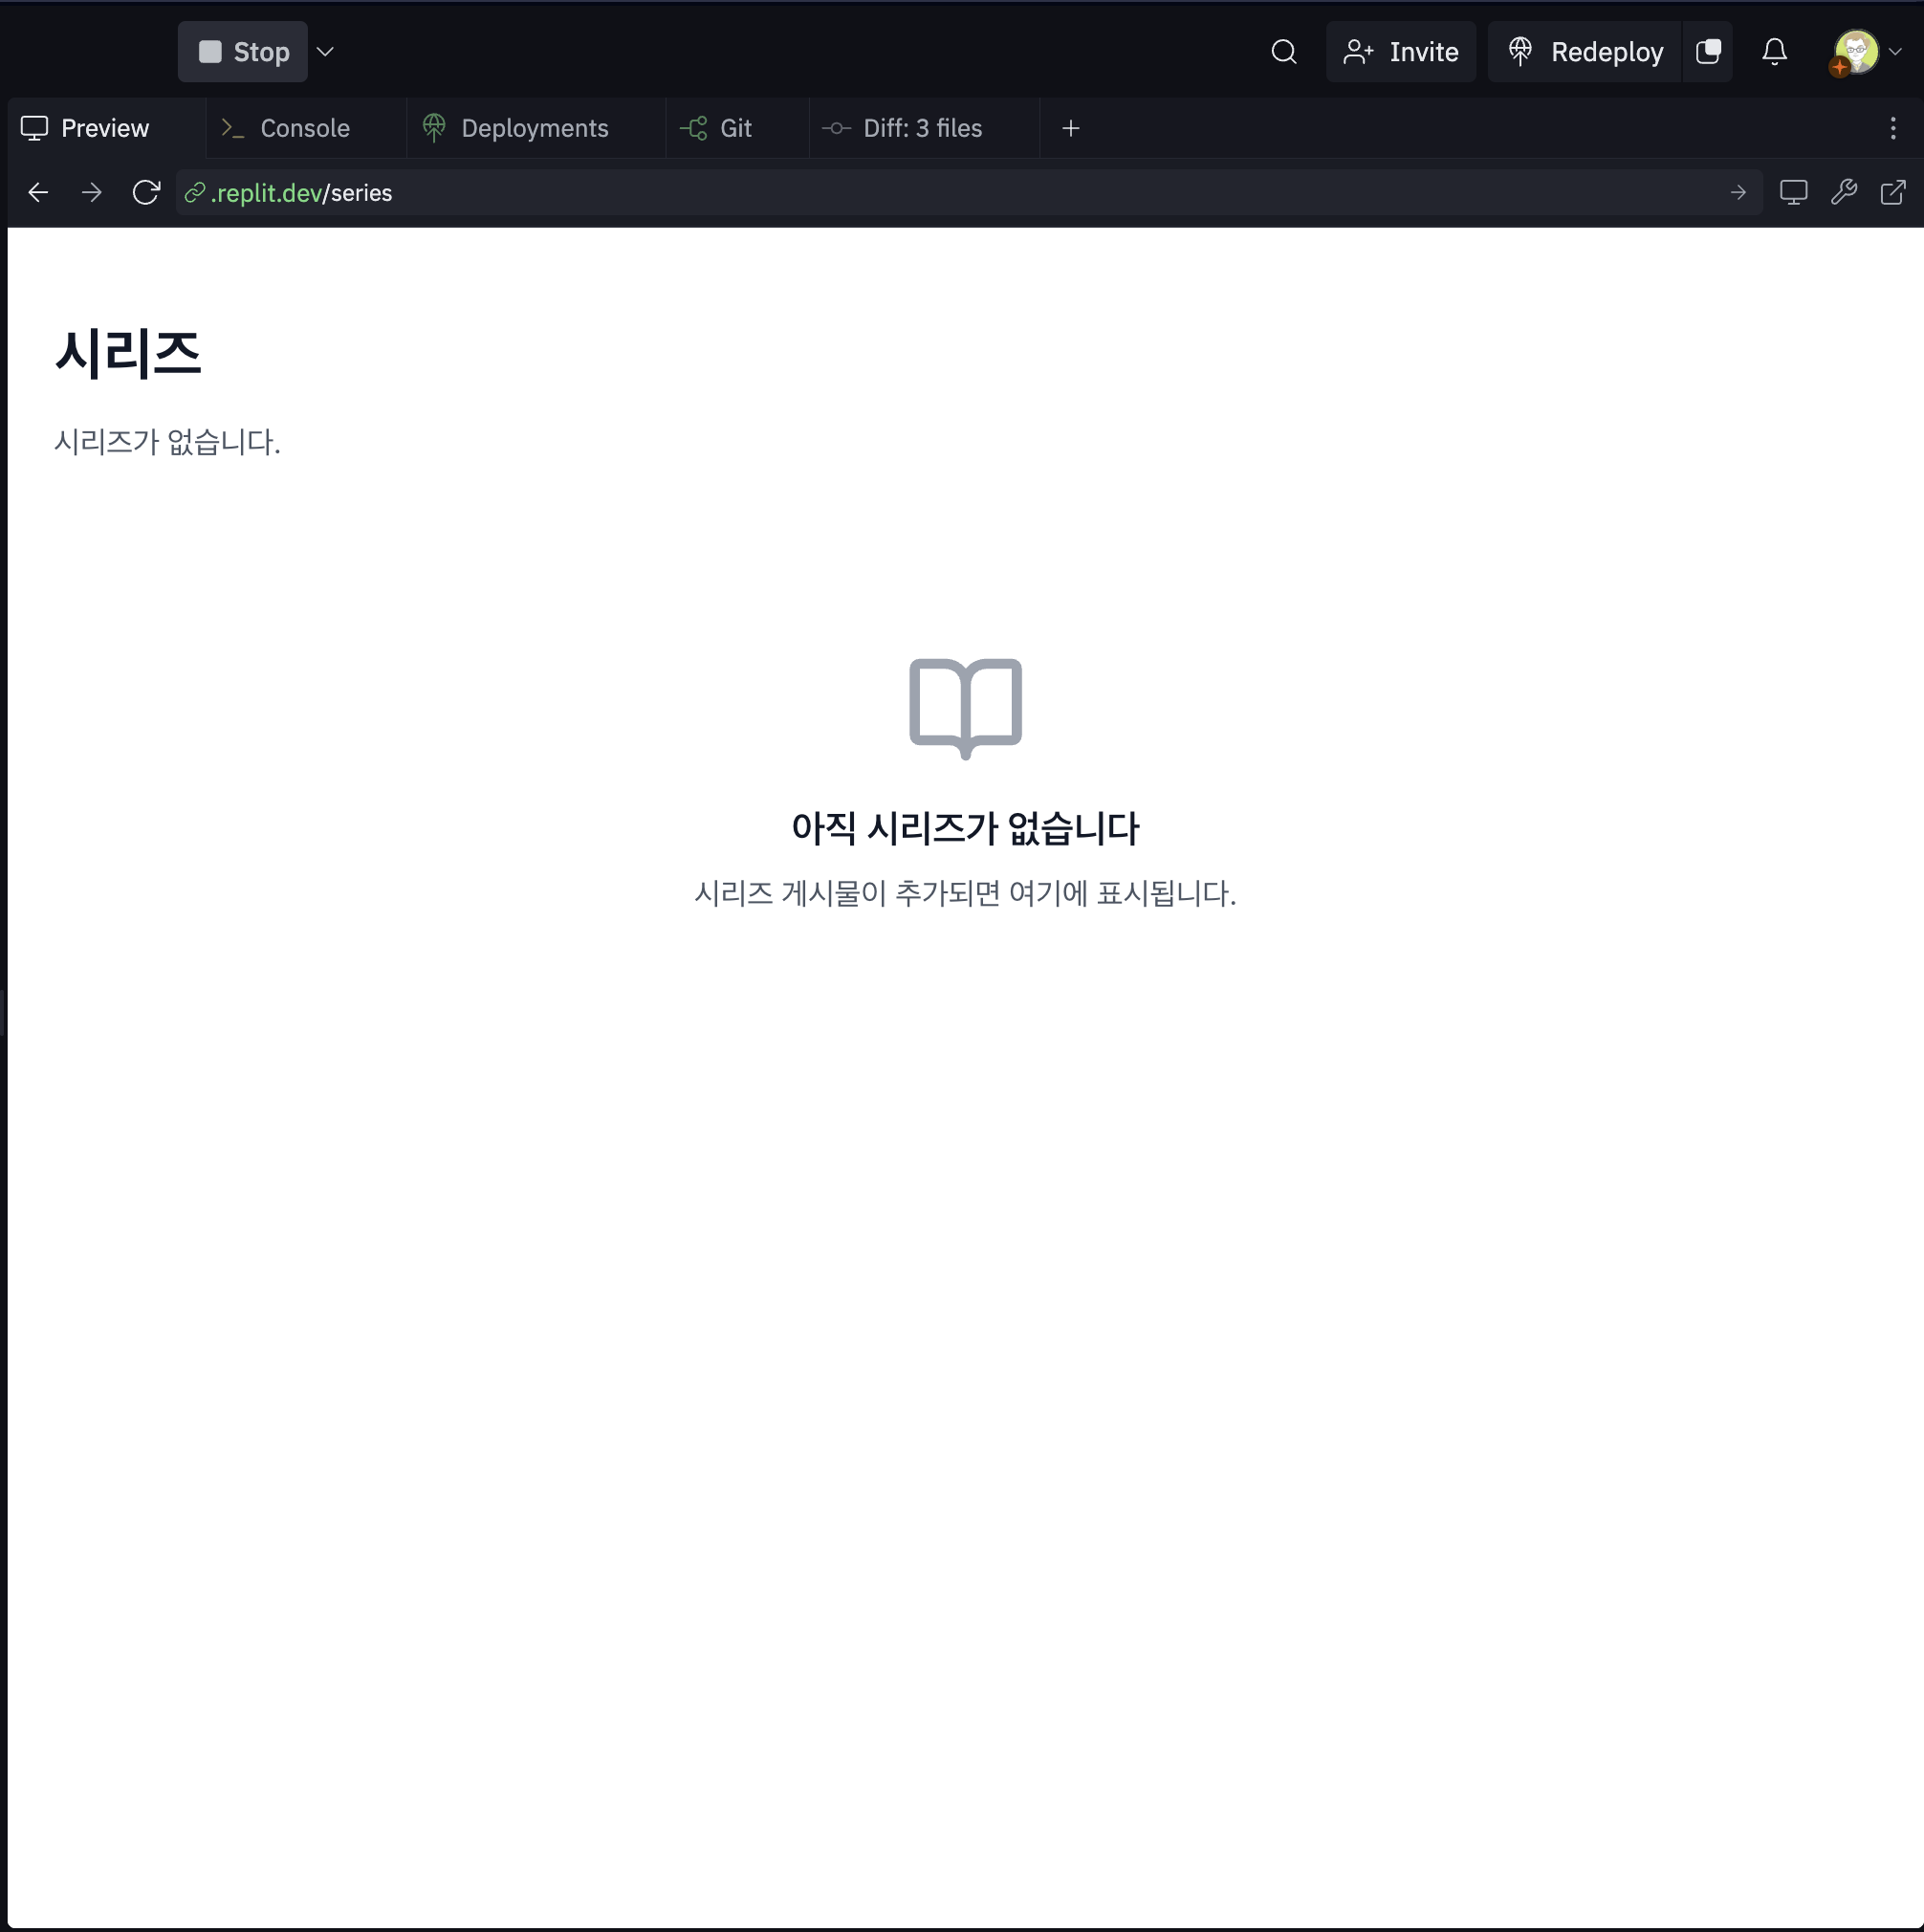 Stop
Invite
Redeploy
Preview
Console
Deployments
Git
Diff: 3 files
.replit.dev/series
시리즈
시리즈가 없습니다.
아직 시리즈가 없습니다
시리즈 게시물이 추가되면 여기에 표시됩니다.